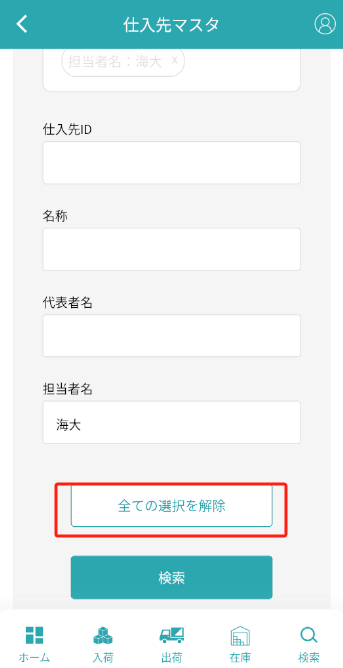 仕入先マスタ
担当者名：海大 x
仕入先ID
名称
代表者名
担当者名
海大
全ての選択を解除
検索
ホーム 入荷 出荷 在庫 検索